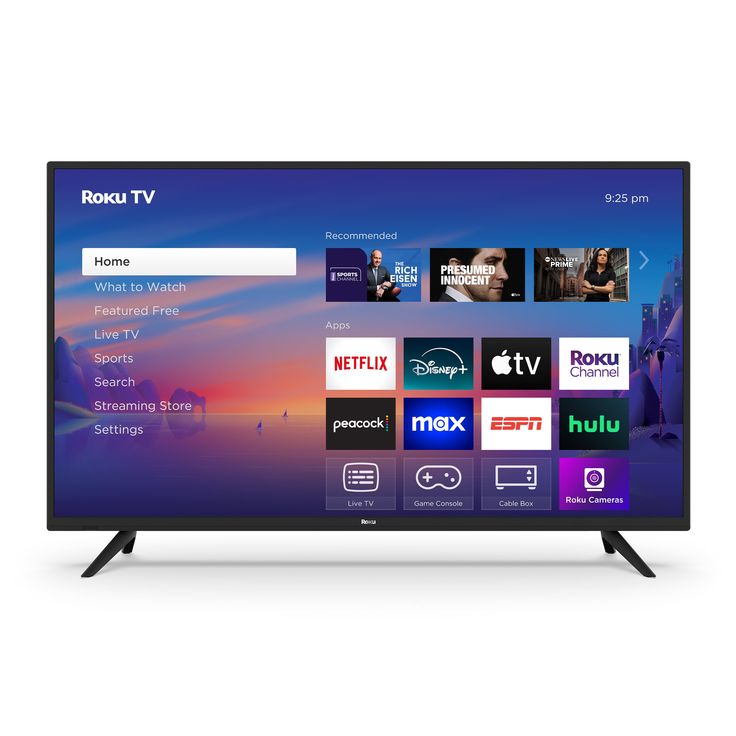 Roku TV
9:25 pm
Home
What to Watch
Featured Free
Live TV
Sports
Search
Streaming Store
Settings
Recommended
SPORTS
CHANNEL
THE
RICH
EISEN
SHOW
PRESUMED
INNOCENT
NEWS LIVE
PRIME
Apps
NETFLIX
Disney+
tv
Roku
Channel
peacock
max
ESPN
hulu
Live TV
Game Console
Cable Box
Roku Cameras
Roku